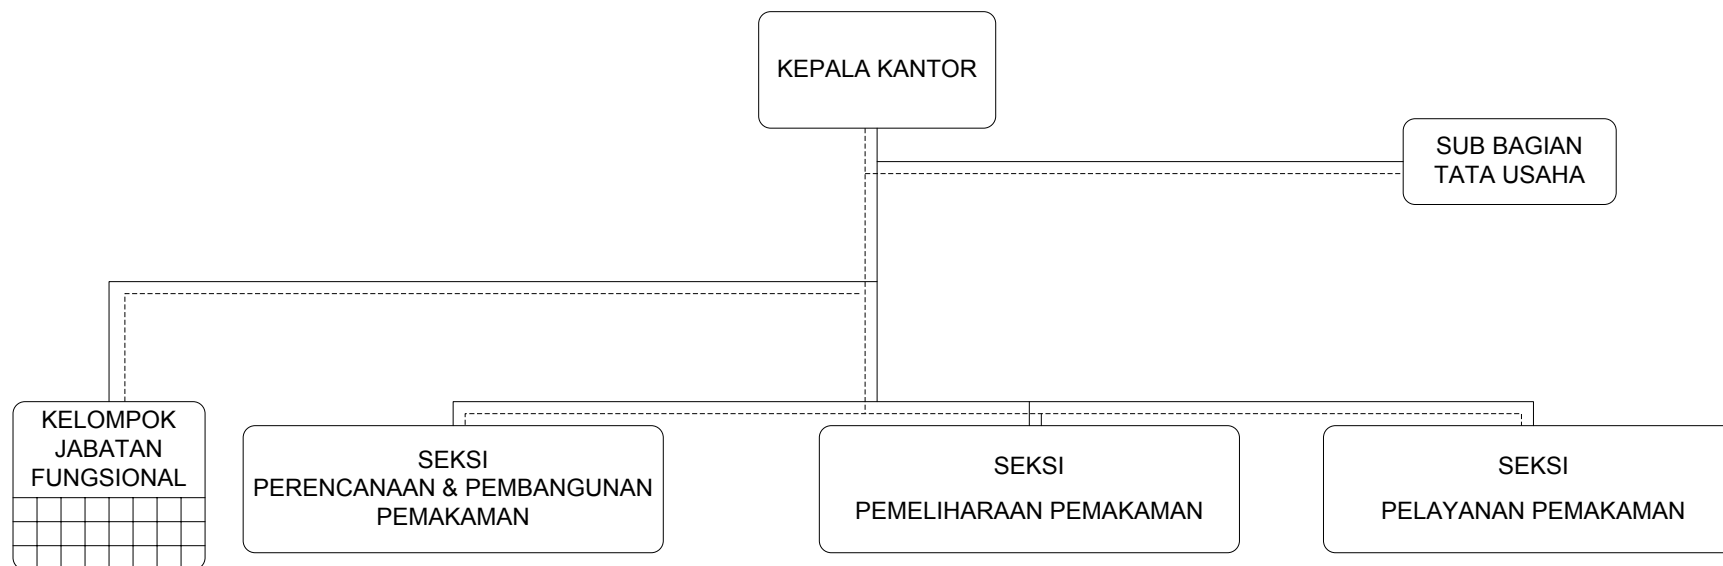 KEPALA KANTOR
SUB BAGIAN
TATA USAHA
KELOMPOK
JABATAN
FUNGSIONAL
SEKSI
PERENCANAAN & PEMBANGUNAN
PEMAKAMAN
SEKSI
PEMELIHARAAN PEMAKAMAN
SEKSI
PELAYANAN PEMAKAMAN